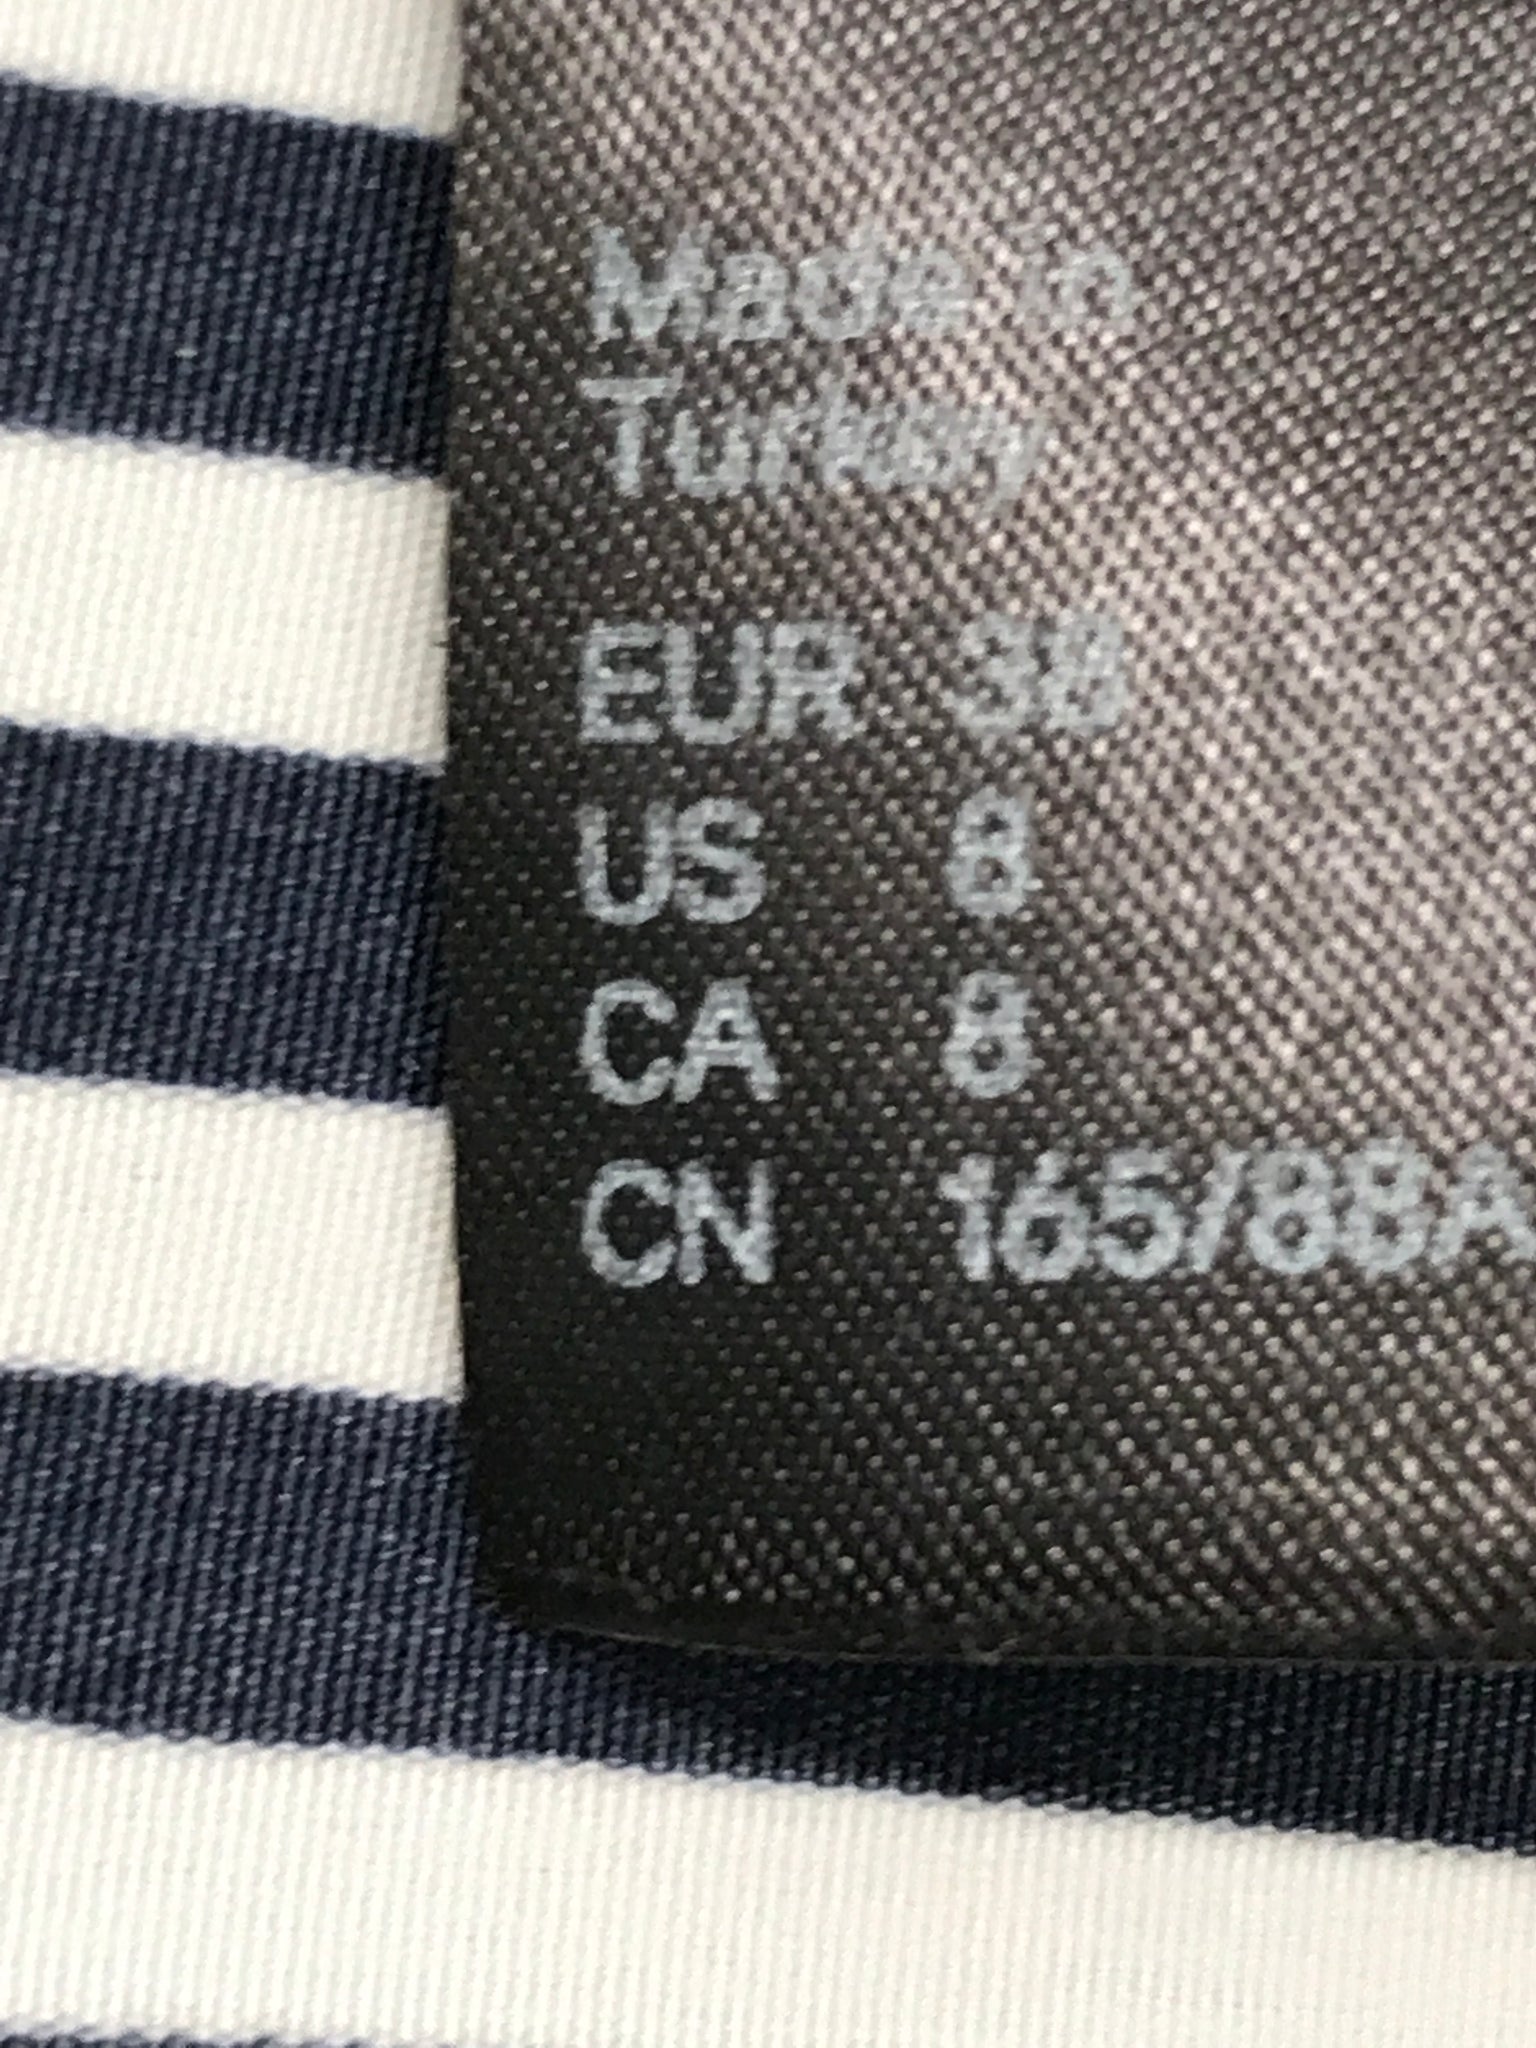 Made in
Turkey
EUR 38
US 8
CA 8
CN 165/88A